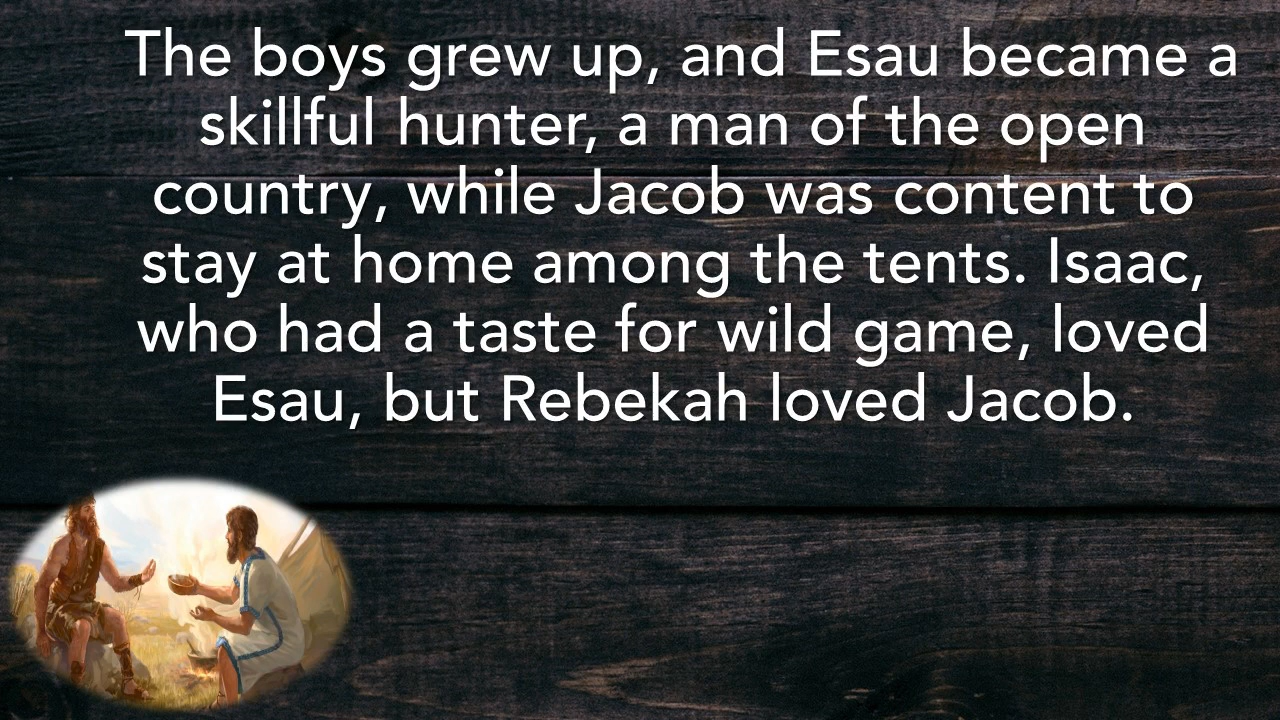 The boys grew up, and Esau became a
skillful hunter, a man of the open
country, while Jacob was content to
stay at home among the tents. Isaac,
who had a taste for wild game, loved
Esau, but Rebekah loved Jacob.